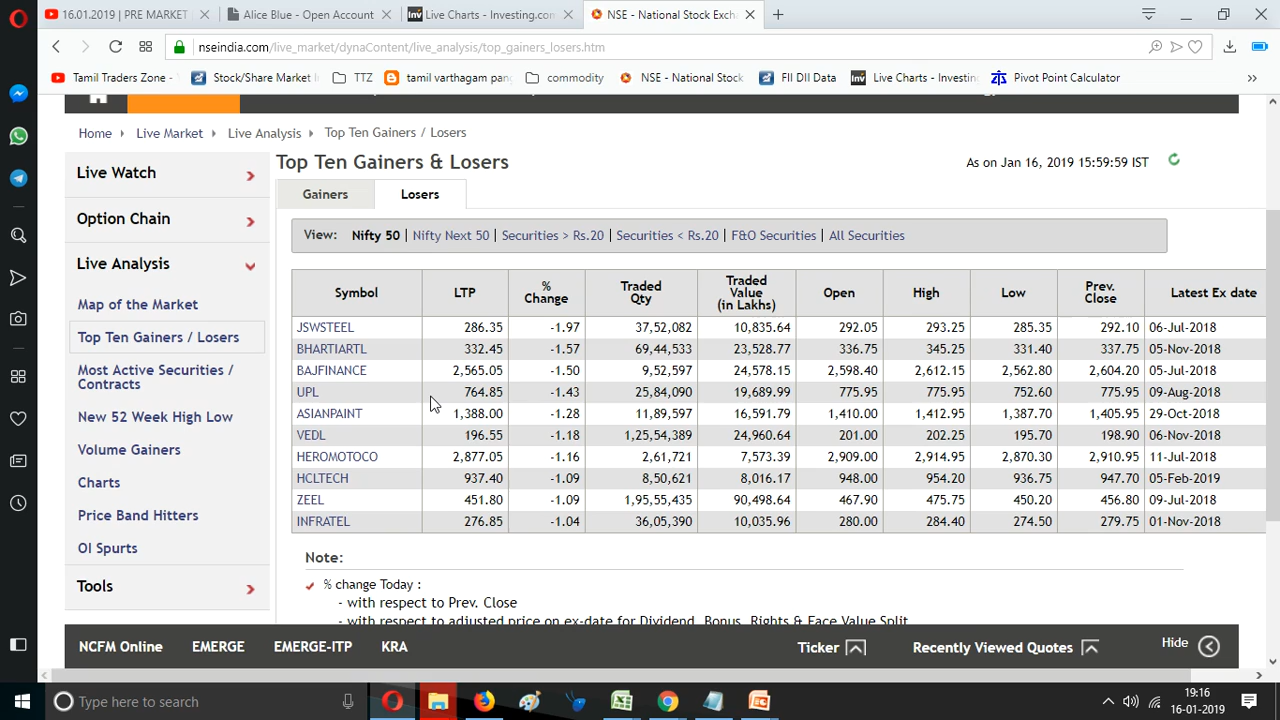 16.01.2019 | PRE MARKET
Alice Blue - Open Account
Live Charts - Investing.com
NSE - National Stock Exch
nseindia.com/live_market/dynaContent/live_analysis/top_gainers_losers.htm
Tamil Traders Zone -
Stock/Share Market
TTZ
tamil varthagam pan
commodity
NSE - National Stock
FII DII Data
Live Charts - Investin
Pivot Point Calculator
Home Live Market Live Analysis Top Ten Gainers / Losers
Live Watch
Option Chain
Live Analysis
Map of the Market
Top Ten Gainers / Losers
Most Active Securities /
Contracts
New 52 Week High Low
Volume Gainers
Charts
Price Band Hitters
OI Spurts
Tools
Top Ten Gainers & Losers
As on Jan 16, 2019 15:59:59 IST
Gainers Losers
View: Nifty 50 | Nifty Next 50 | Securities > Rs.20 | Securities < Rs.20 | F&O Securities | All Securities
Symbol LTP % Change Traded Qty Traded Value (in Lakhs) Open High Low Prev. Close Latest Ex date
JSWSTEEL 286.35 -1.97 37,52,082 10,835.64 292.05 293.25 285.35 292.10 06-Jul-2018
BHARTIARTL 332.45 -1.57 69,44,533 23,528.77 336.75 345.25 331.40 337.75 05-Nov-2018
BAJFINANCE 2,565.05 -1.50 9,52,597 24,578.15 2,598.40 2,612.15 2,562.80 2,604.20 05-Jul-2018
UPL 764.85 -1.43 25,84,090 19,689.99 775.95 775.95 752.60 775.95 09-Aug-2018
ASIANPAINT 1,388.00 -1.28 11,89,597 16,591.79 1,410.00 1,412.95 1,387.70 1,405.95 29-Oct-2018
VEDL 196.55 -1.18 1,25,54,389 24,960.64 201.00 202.25 195.70 198.90 06-Nov-2018
HEROMOTOCO 2,877.05 -1.16 2,61,721 7,573.39 2,909.00 2,914.95 2,870.30 2,910.95 11-Jul-2018
HCLTECH 937.40 -1.09 8,50,621 8,016.17 948.00 954.20 936.75 947.70 05-Feb-2019
ZEEL 451.80 -1.09 1,95,55,435 90,498.64 467.90 475.75 450.20 456.80 09-Jul-2018
INFRATEL 276.85 -1.04 36,05,390 10,035.96 280.00 284.40 274.50 279.75 01-Nov-2018
Note:
% change Today :
- with respect to Prev. Close
- with respect to adjusted price on ex-date for Dividend, Bonus, Rights & Face Value Split
NCFM Online EMERGE EMERGE-ITP KRA Ticker Recently Viewed Quotes Hide
Type here to search
19:16
16-01-2019